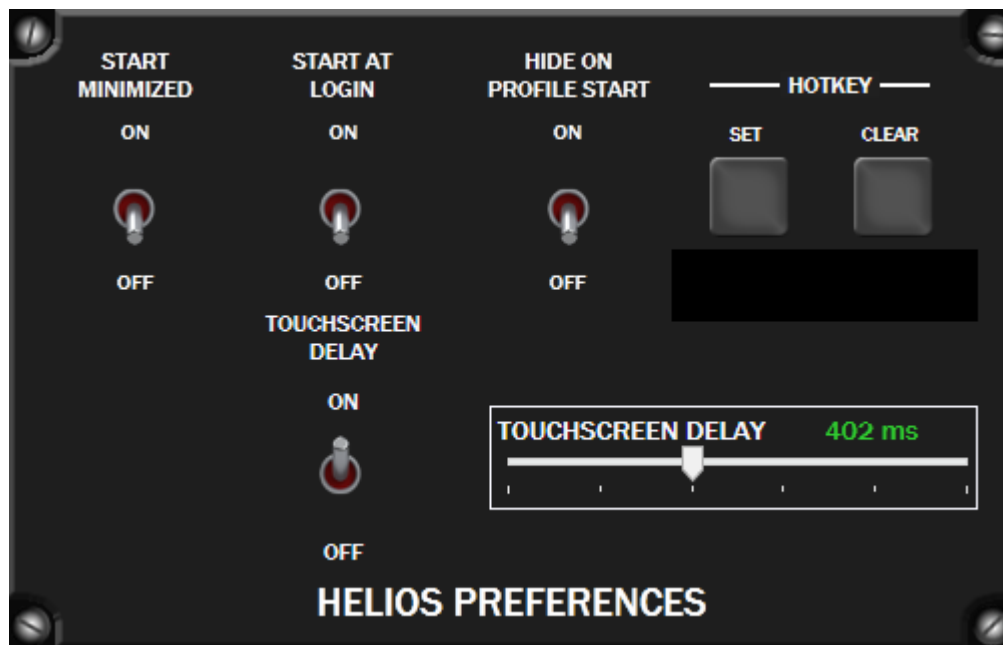 START
MINIMIZED
ON
OFF
START AT
LOGIN
ON
OFF
HIDE ON
PROFILE START
ON
OFF
HOTKEY
SET
CLEAR
TOUCHSCREEN
DELAY
ON
OFF
TOUCHSCREEN DELAY 402 ms
HELIOS PREFERENCES